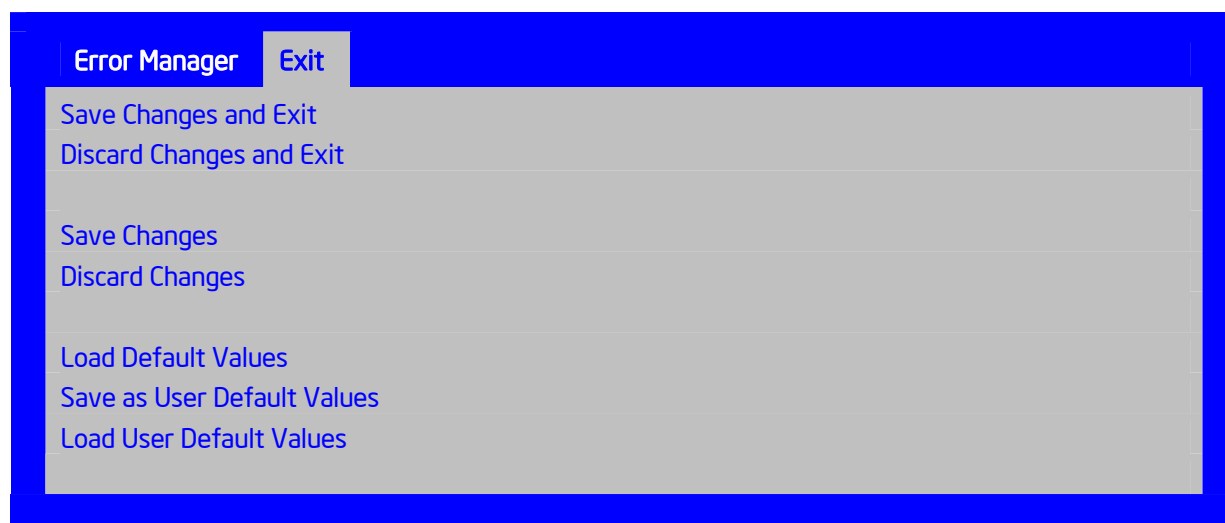 Error Manager Exit
Save Changes and Exit
Discard Changes and Exit
Save Changes
Discard Changes
Load Default Values
Save as User Default Values
Load User Default Values